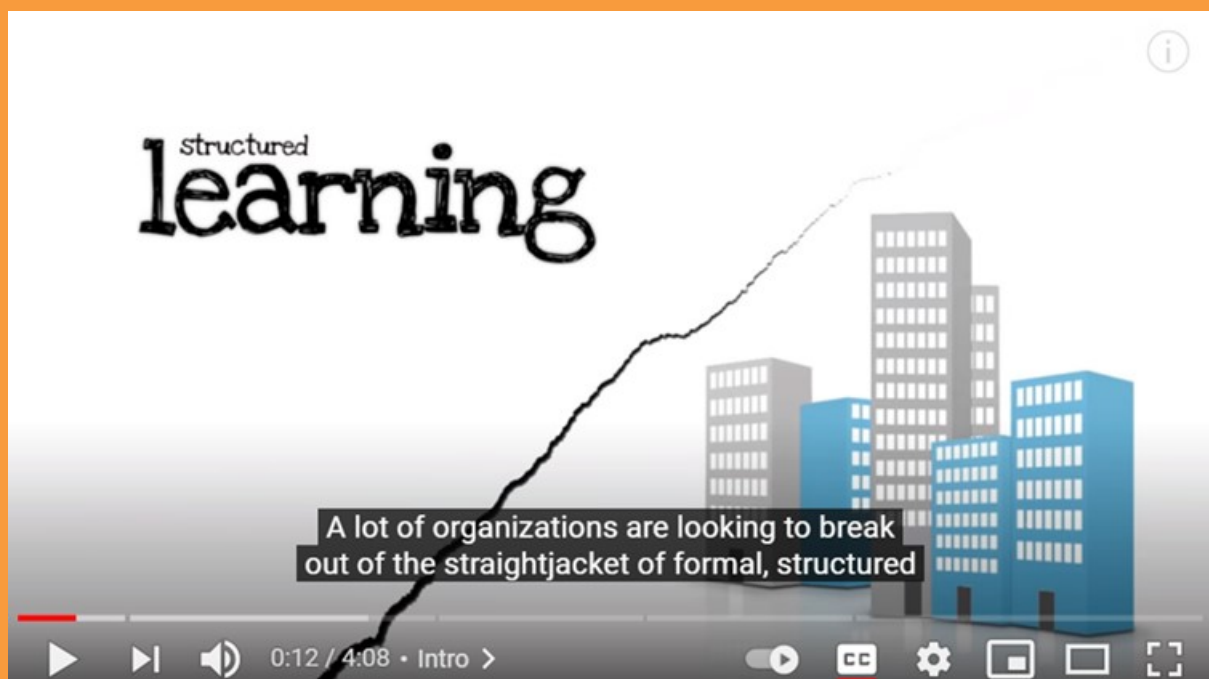 structured
learning
A lot of organizations are looking to break
out of the straightjacket of formal, structured
0:12 / 4:08 • Intro
CC